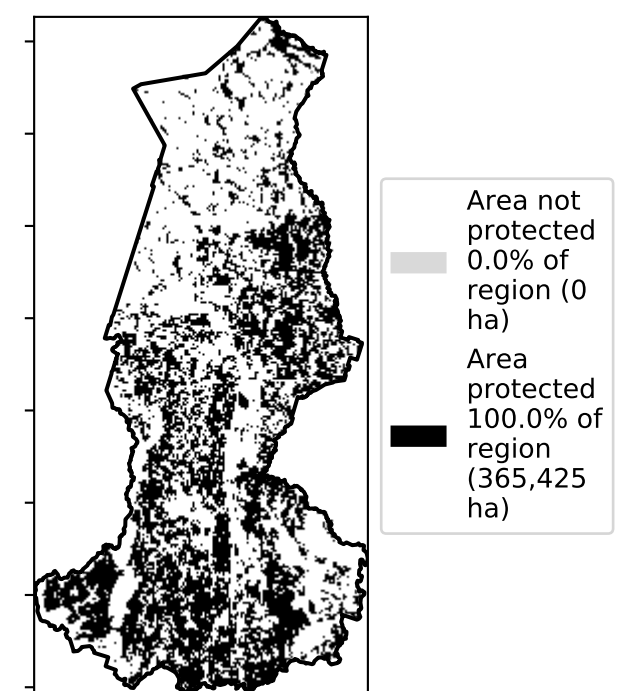 Area not
protected
0.0% of
region (0
ha)
Area
protected
100.0% of
region
(365,425
ha)